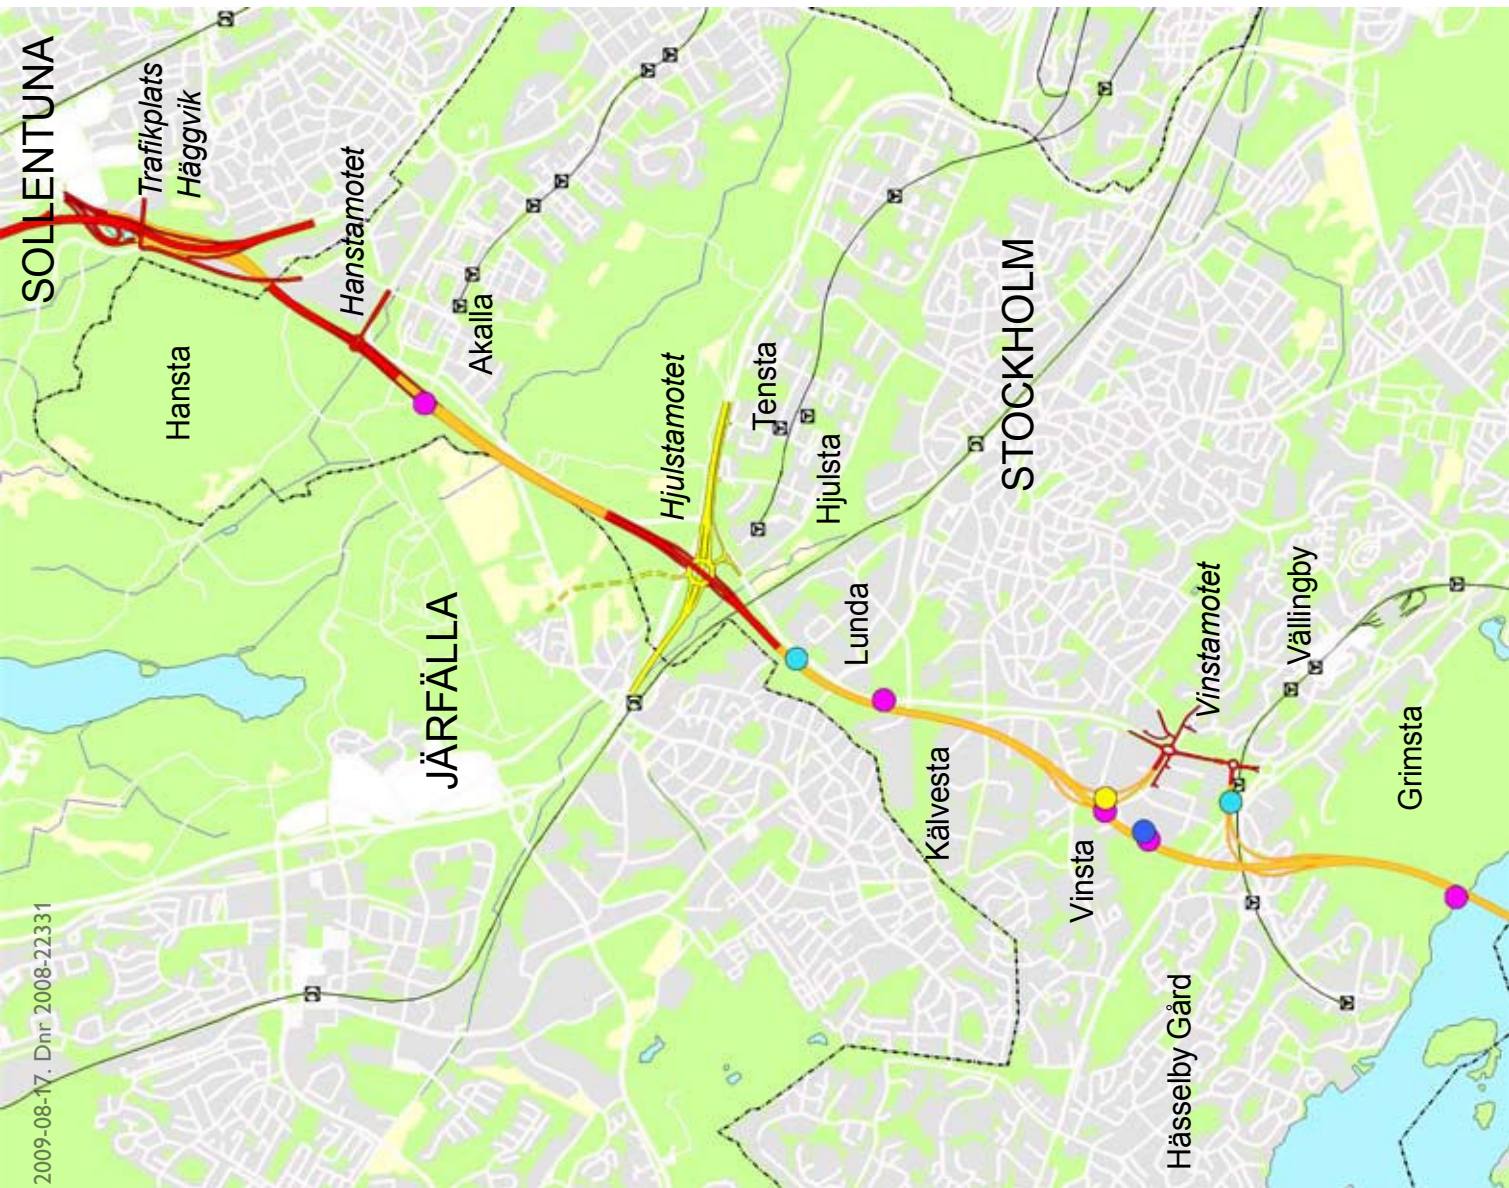 SOLLENTUNA
Trafikplats
Häggvik
Hanstamotet
Hansta
Akalla
Hjulstamotet
Tensta
Hjulsta
STOCKHOLM
JÄRFÄLLA
Lunda
Kälvesta
Vinstamotet
Vällingby
Grimsta
Vinsta
Hässelby Gård
2009-08-17. Dnr 2008-22331